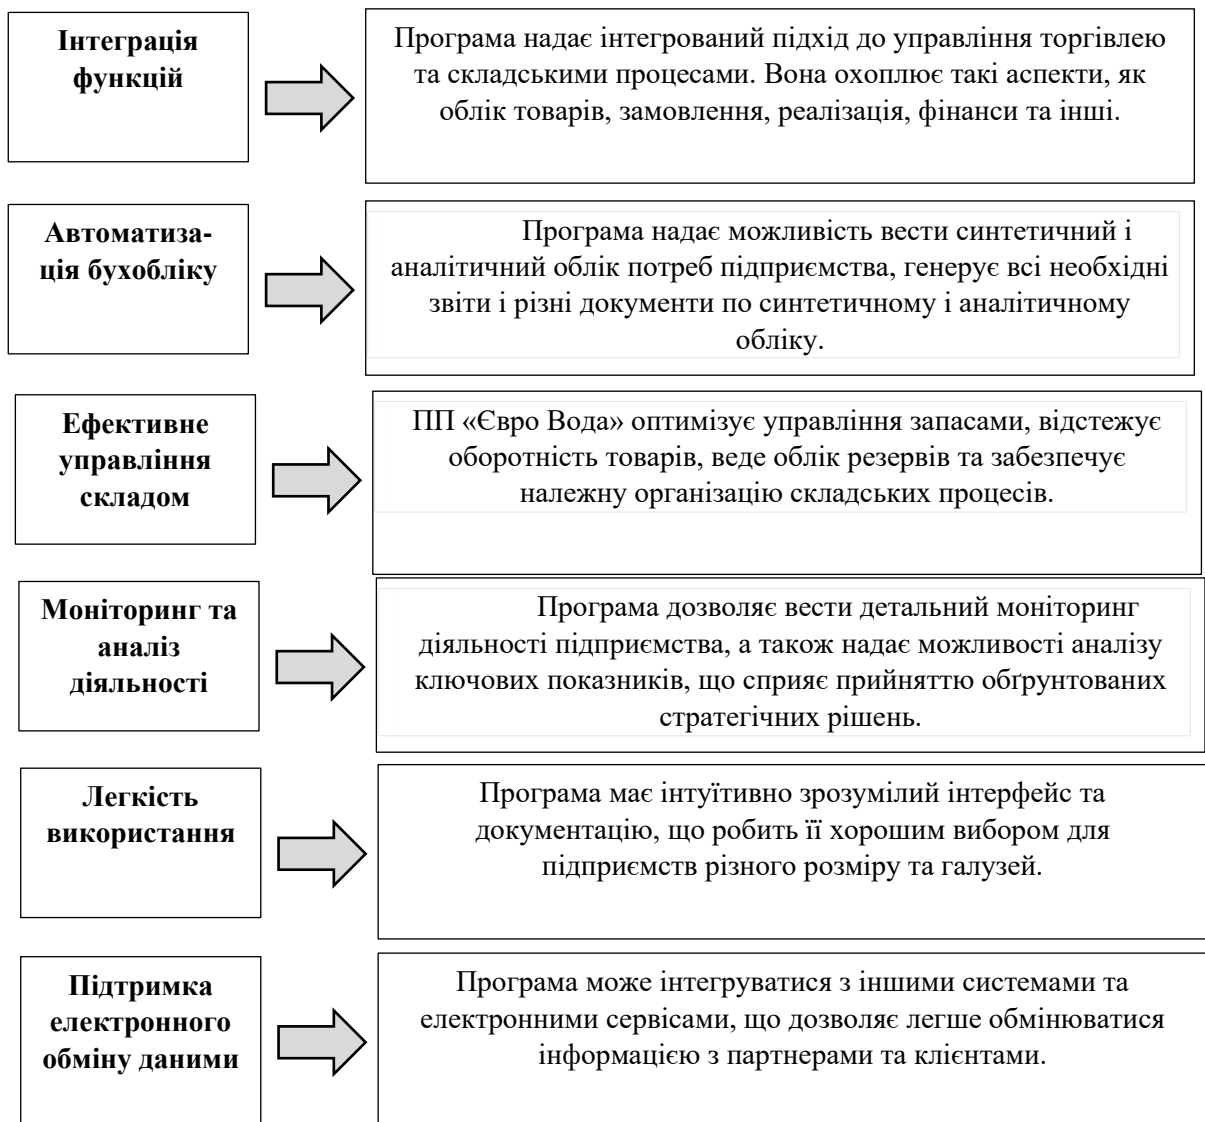 Інтеграція
функцій
Програма надає інтегрований підхід до управління торгівлею
та складськими процесами. Вона охоплює такі аспекти, як
облік товарів, замовлення, реалізація, фінанси та інші.
Автоматиза-
ція бухобліку
Програма надає можливість вести синтетичний і
аналітичний облік потреб підприємства, генерує всі необхідні
звіти і різні документи по синтетичному і аналітичному
обліку.
Ефективне
управління
складом
ПП «Євро Вода» оптимізує управління запасами, відстежує
оборотність товарів, веде облік резервів та забезпечує
належну організацію складських процесів.
Моніторинг та
аналіз
діяльності
Програма дозволяє вести детальний моніторинг
діяльності підприємства, а також надає можливості аналізу
ключових показників, що сприяє прийняттю обґрунтованих
стратегічних рішень.
Легкість
використання
Програма має інтуїтивно зрозумілий інтерфейс та
документацію, що робить її хорошим вибором для
підприємств різного розміру та галузей.
Підтримка
електронного
обміну даними
Програма може інтегруватися з іншими системами та
електронними сервісами, що дозволяє легше обмінюватися
інформацією з партнерами та клієнтами.